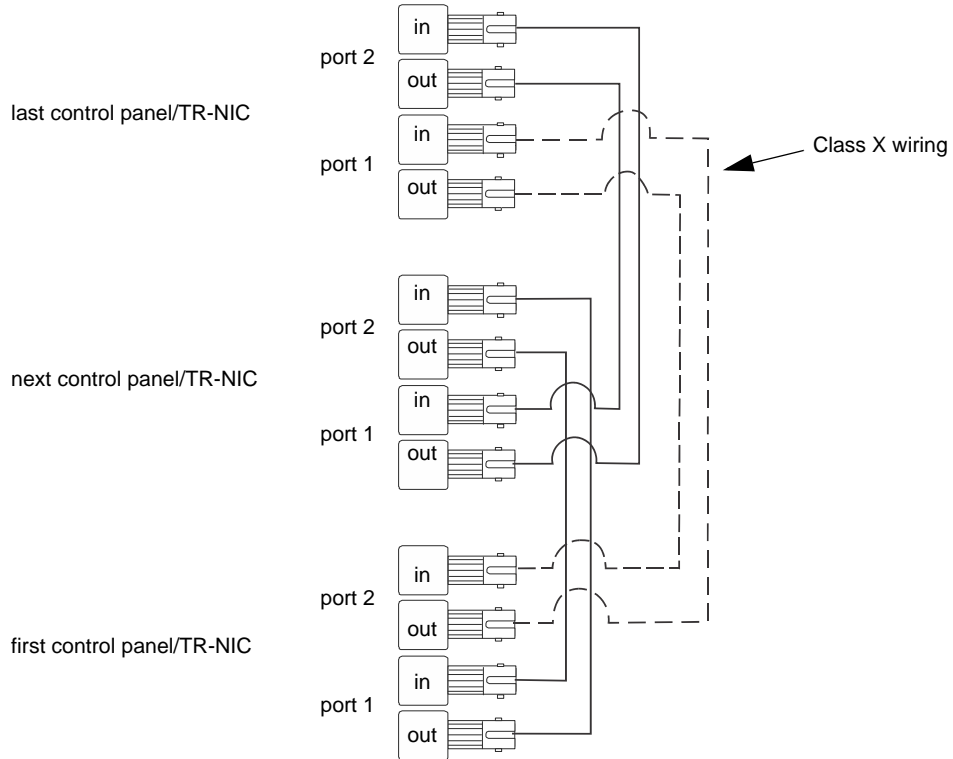 in
port 2
out
last control panel/TR-NIC
in
Class X wiring
port 1
out
in
port 2
out
next control panel/TR-NIC
in
port 1
out
in
port 2
out
first control panel/TR-NIC
in
port 1
out